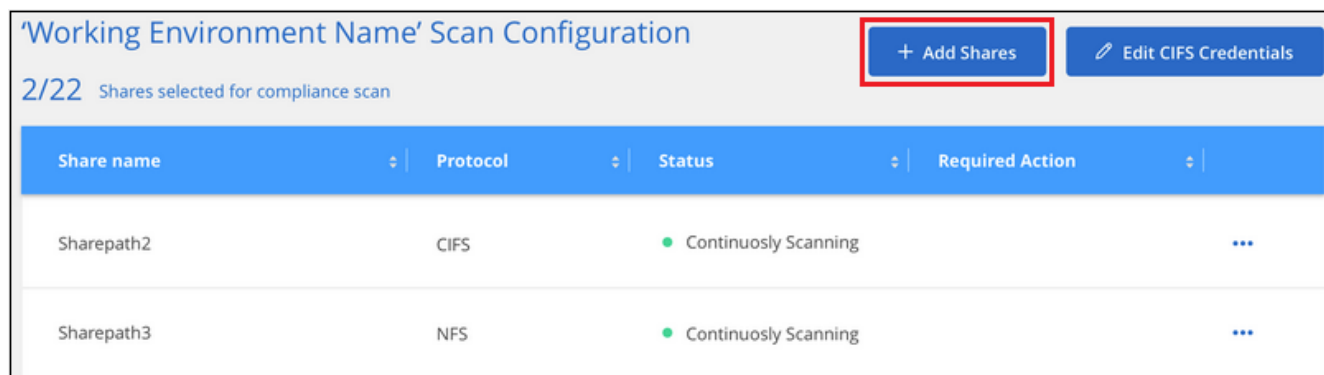 'Working Environment Name' Scan Configuration
+ Add Shares
Edit CIFS Credentials
2/22 Shares selected for compliance scan
Share name Protocol Status Required Action
Sharepath2 CIFS Continuosly Scanning
Sharepath3 NFS Continuosly Scanning